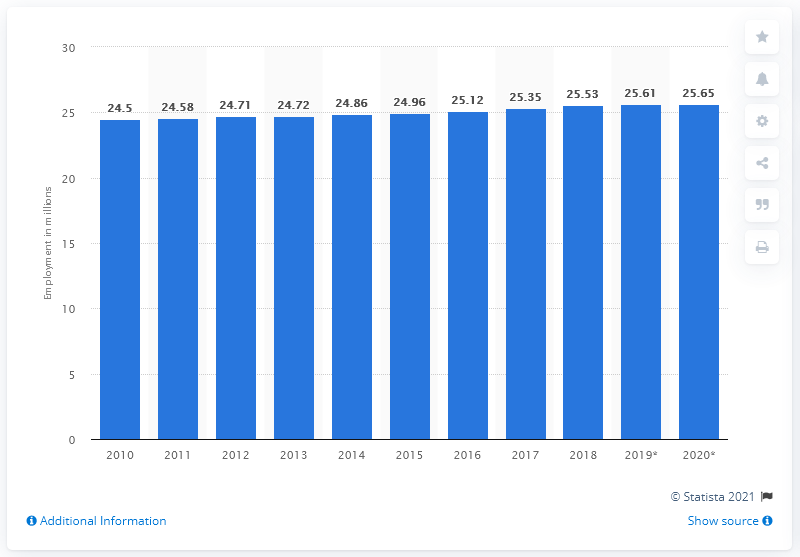 30
25
20
15
10
5
0
Employment in millions
24.5 24.58 24.71 24.72 24.86 24.96 25.12 25.35 25.53 25.61 25.65
2010 2011 2012 2013 2014 2015 2016 2017 2018 2019* 2020*
© Statista 2021
Additional Information
Show source